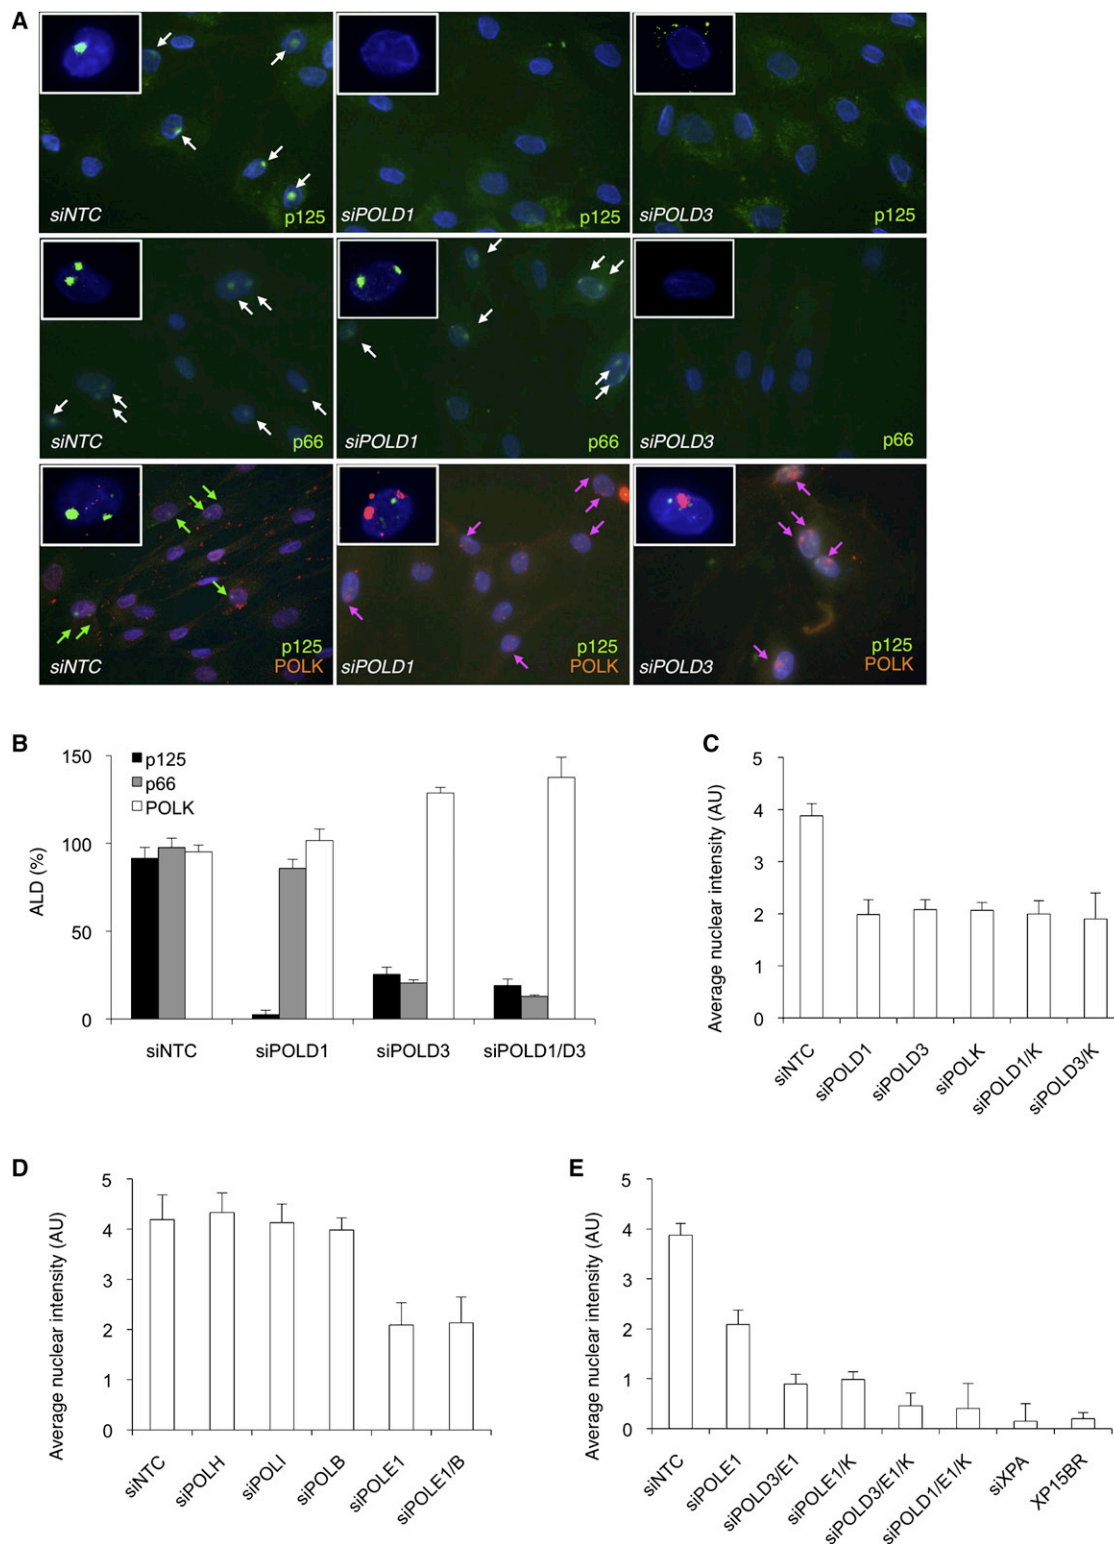 A
siNTC p125
siPOLD1 p125
siPOLD3 p125
siNTC p66
siPOLD1 p66
siPOLD3 p66
siNTC p125 POLK
siPOLD1 p125 POLK
siPOLD3 p125 POLK
B
ALD (%)
150
100
50
0
p125
p66
POLK
siNTC siPOLD1 siPOLD3 siPOLD1/D3
C
Average nuclear intensity (AU)
5
4
3
2
1
0
siNTC siPOLD1 siPOLD3 siPOLK siPOLD1/K siPOLD3/K
D
Average nuclear intensity (AU)
5
4
3
2
1
0
siNTC siPOLH siPOLI siPOLB siPOLE1 siPOLE1/B
E
Average nuclear intensity (AU)
5
4
3
2
1
0
siNTC siPOLE1 siPOLD3/E1 siPOLE1/K siPOLD3/E1/K siPOLD1/E1/K siXPA XP15BR